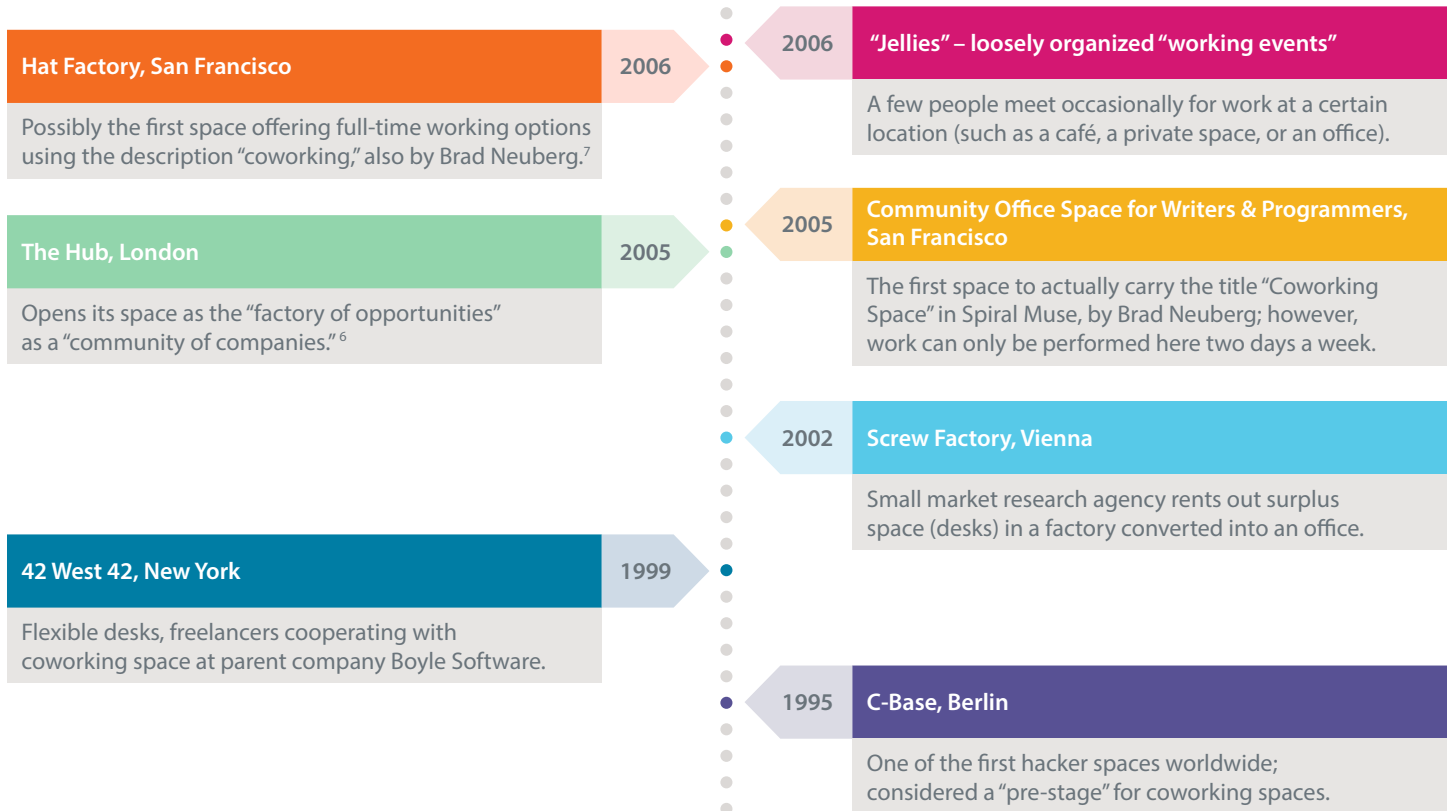 2006
"Jellies" – loosely organized "working events"
A few people meet occasionally for work at a certain
location (such as a café, a private space, or an office).
Hat Factory, San Francisco
2006
Possibly the first space offering full-time working options
using the description "coworking," also by Brad Neuberg.7
2005
Community Office Space for Writers & Programmers,
San Francisco
The first space to actually carry the title "Coworking
Space" in Spiral Muse, by Brad Neuberg; however,
work can only be performed here two days a week.
The Hub, London
2005
Opens its space as the "factory of opportunities"
as a "community of companies." 6
2002
Screw Factory, Vienna
Small market research agency rents out surplus
space (desks) in a factory converted into an office.
42 West 42, New York
1999
Flexible desks, freelancers cooperating with
coworking space at parent company Boyle Software.
1995
C-Base, Berlin
One of the first hacker spaces worldwide;
considered a "pre-stage" for coworking spaces.